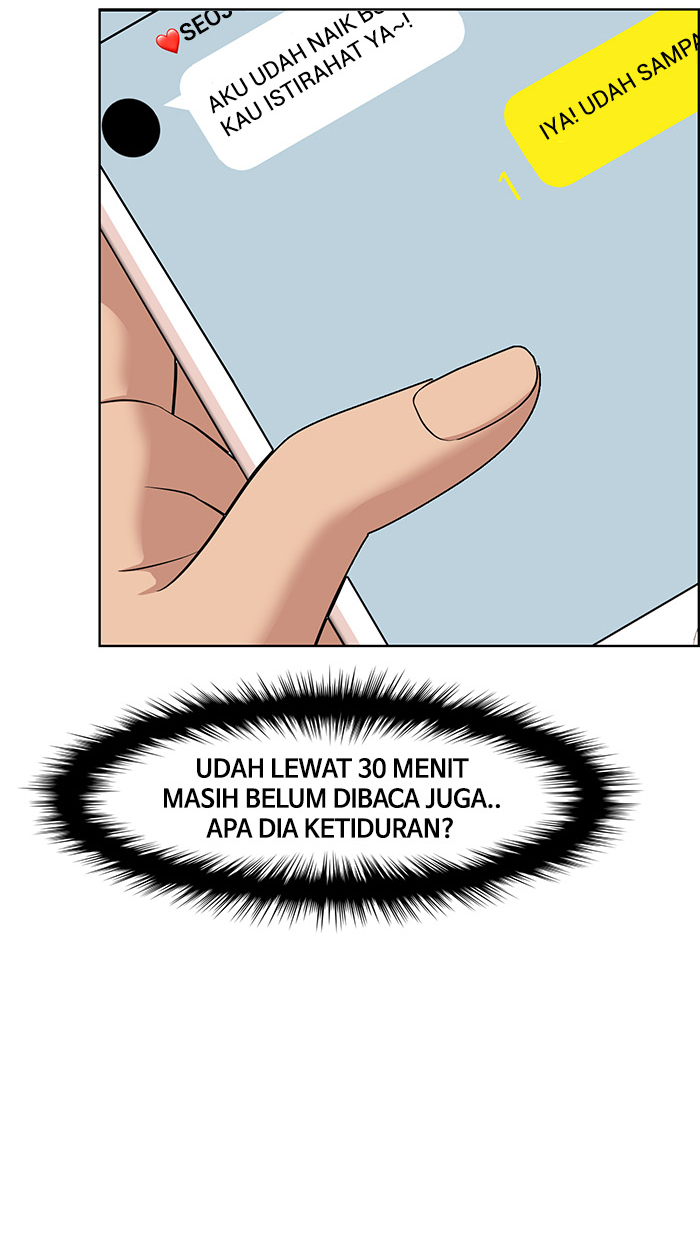 ❤️SEOJ
AKU UDAH NAIK
KAU ISTIRAHAT YA~!
IYA! UDAH SAMPA
1
UDAH LEWAT 30 MENIT
MASIH BELUM DIBACA JUGA..
APA DIA KETIDURAN?